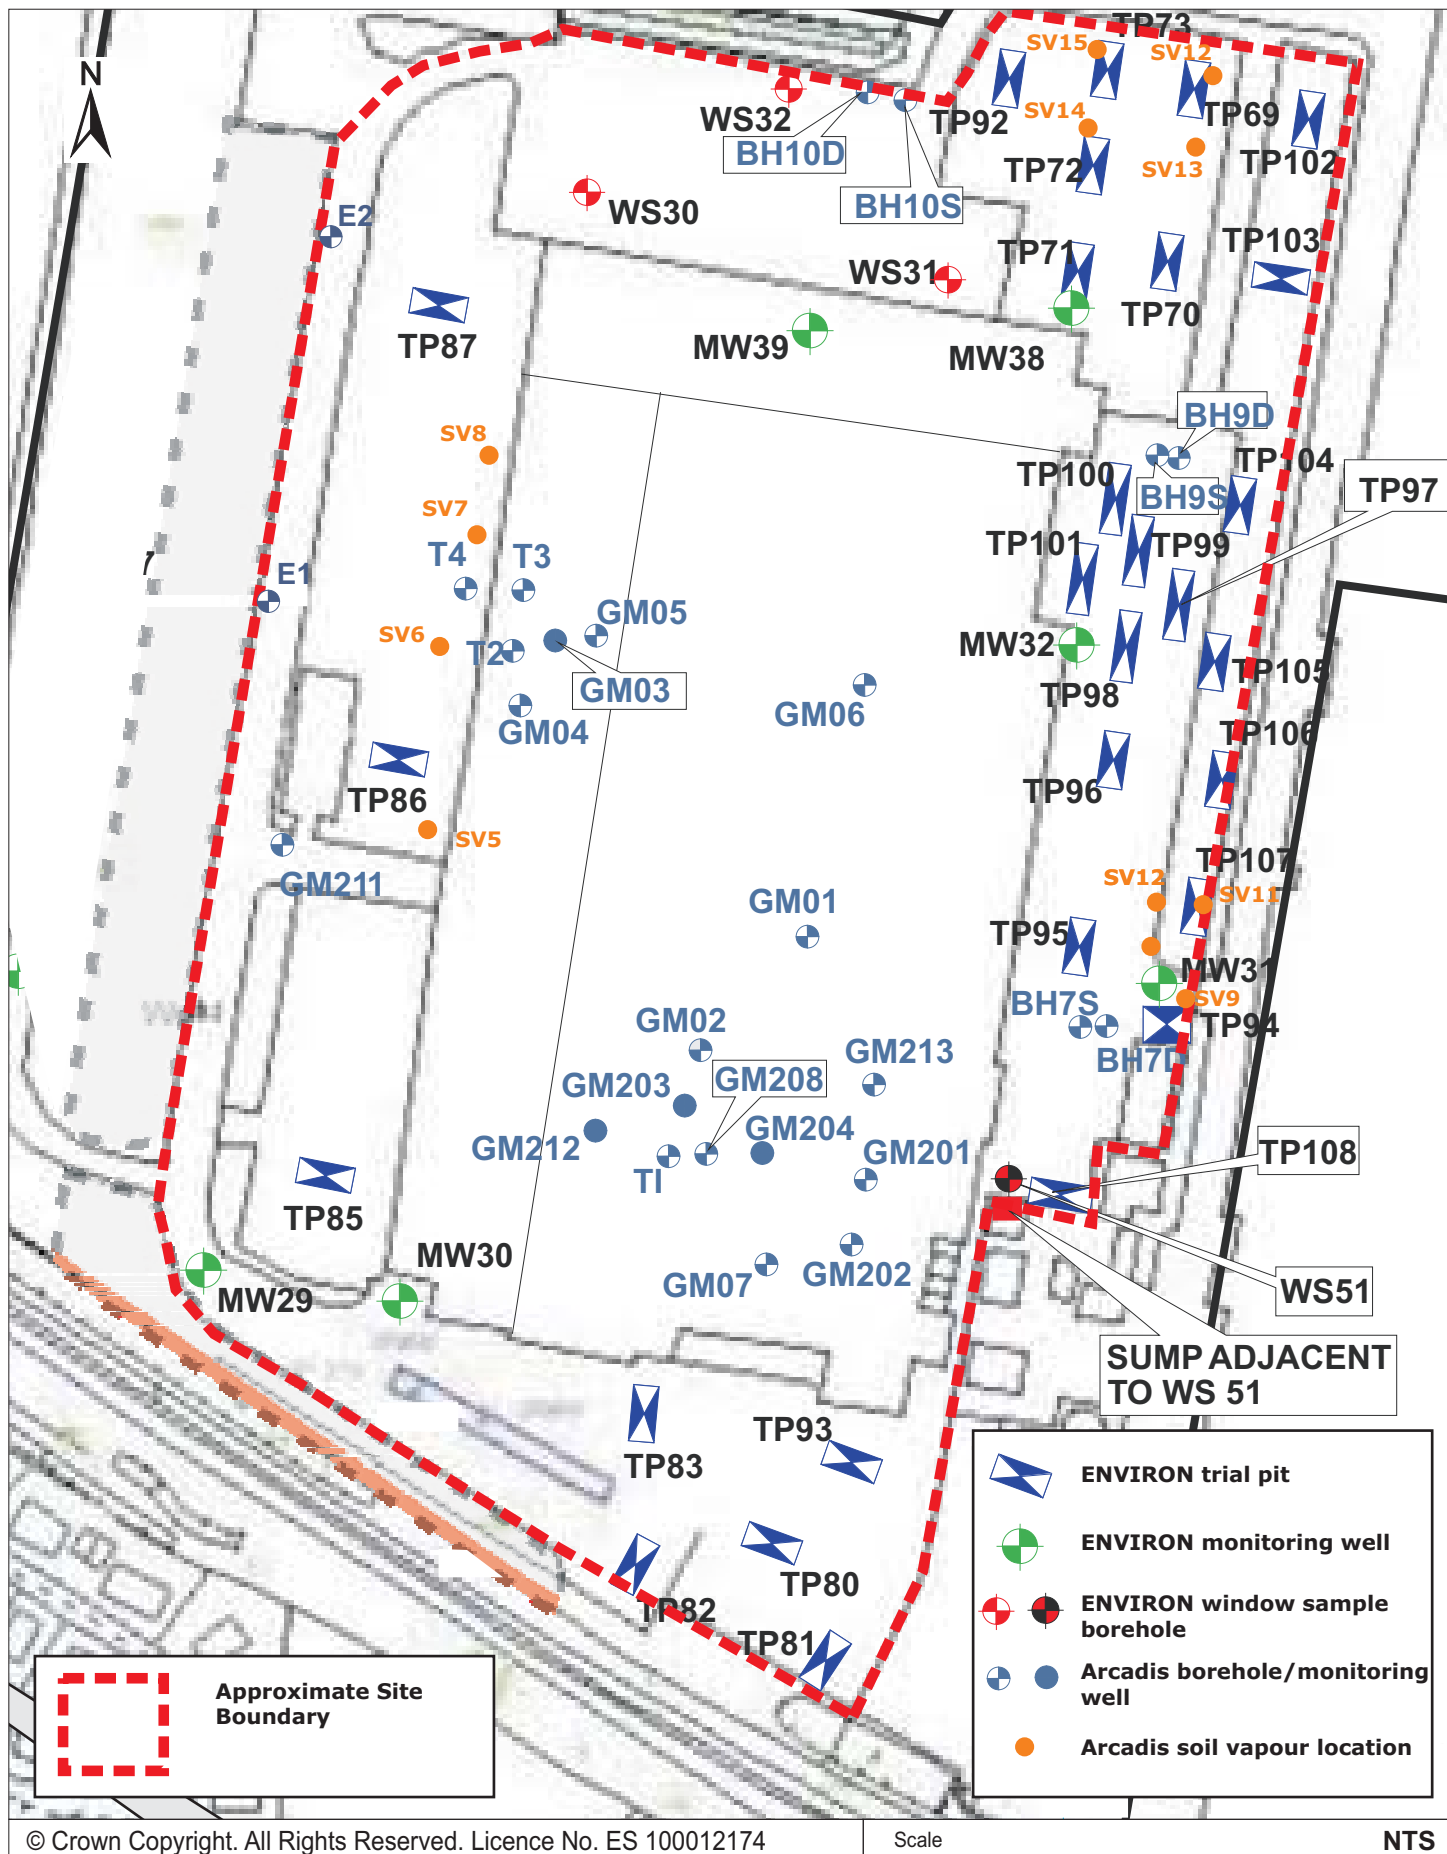 TP73
SV15
SV12
N
WS32
TP92
TP69
BH10D
SV14
TP102
TP72
SV13
BH10S
WS30
E2
TP71
TP103
WS31
TP70
TP87
MW39
MW38
BH9D
SV8
TP100
TP104
BH9S
TP97
SV7
T4
T3
TP101
TP99
E1
GM05
SV6
T2
MW32
GM03
TP105
TP98
GM06
GM04
TP106
TP86
TP96
SV5
TP107
GM211
SV12
SV11
GM01
TP95
MW31
SV9
BH7S
TP94
GM02
GM213
BH7D
GM208
GM203
GM212
GM204
GM201
TP108
TI
TP85
MW30
GM07
GM202
WS51
MW29
SUMP ADJACENT
TO WS 51
TP93
TP83
ENVIRON trial pit
ENVIRON monitoring well
TP80
TP82
ENVIRON window sample
borehole
TP81
Arcadis borehole/monitoring
well
Approximate Site
Boundary
Arcadis soil vapour location
© Crown Copyright. All Rights Reserved. Licence No. ES 100012174
Scale
NTS